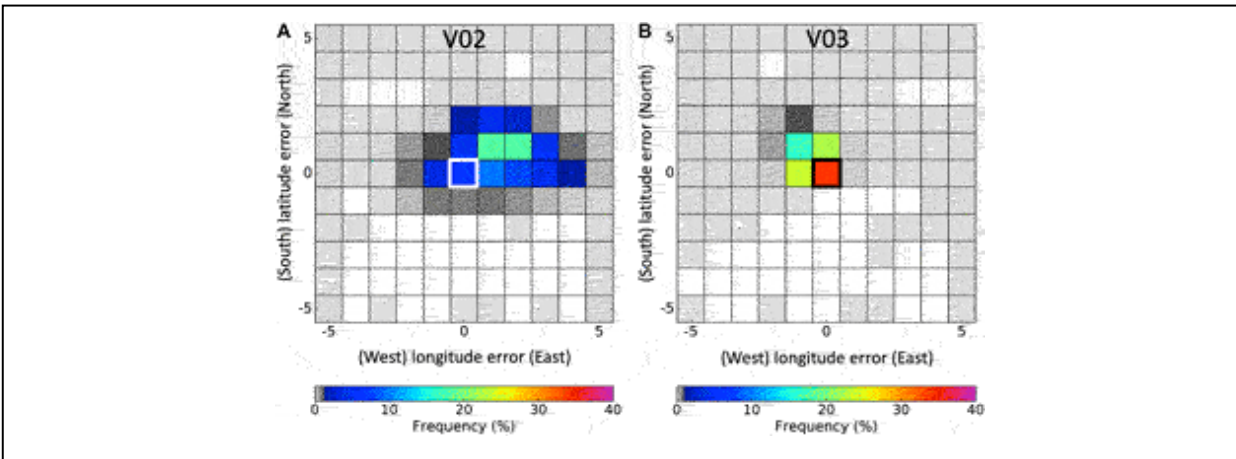 A V02 B V03
5 5
(South) latitude error (North) (South) latitude error (North)
0 0
-5 -5
-5 0 5 -5 0 5
(West) longitude error (East) (West) longitude error (East)
0 10 20 30 40 0 10 20 30 40
Frequency (%) Frequency (%)